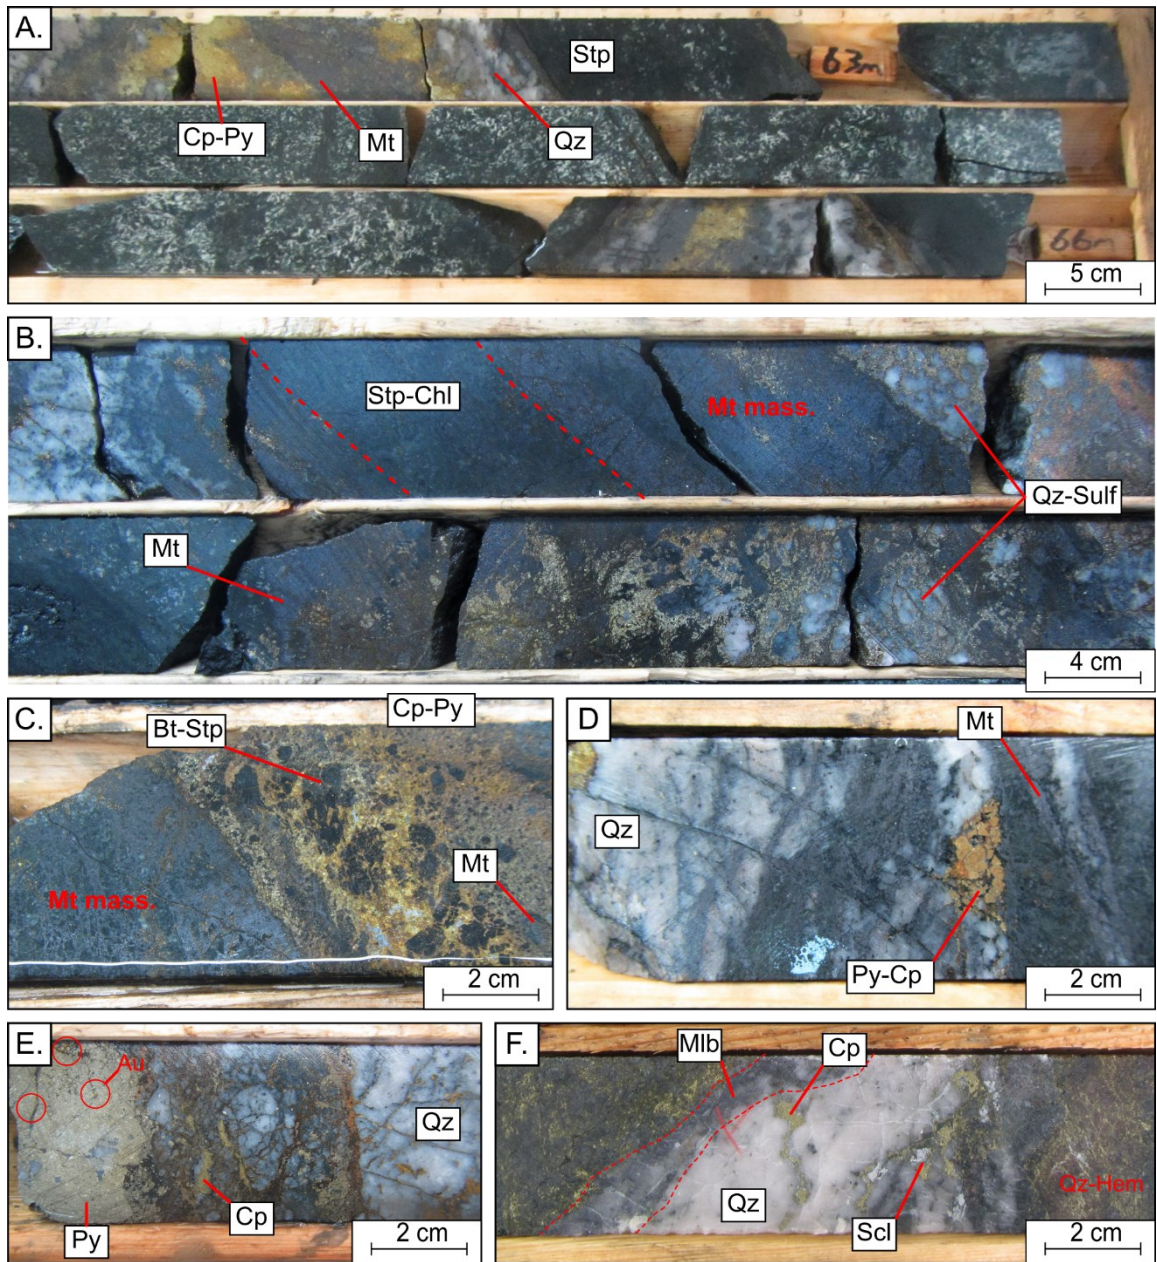 A.
Stp
63m
Cp-Py
Mt
Qz
66m
5 cm
B.
Stp-Chl
Mt mass.
Qz-Sulf
Mt
4 cm
C.
Cp-Py
Bt-Stp
Mt
Mt mass.
2 cm
D
Mt
Qz
Py-Cp
2 cm
E.
Au
Qz
Py
Cp
2 cm
F.
Mlb
Cp
Qz
Scl
Qz-Hem
2 cm